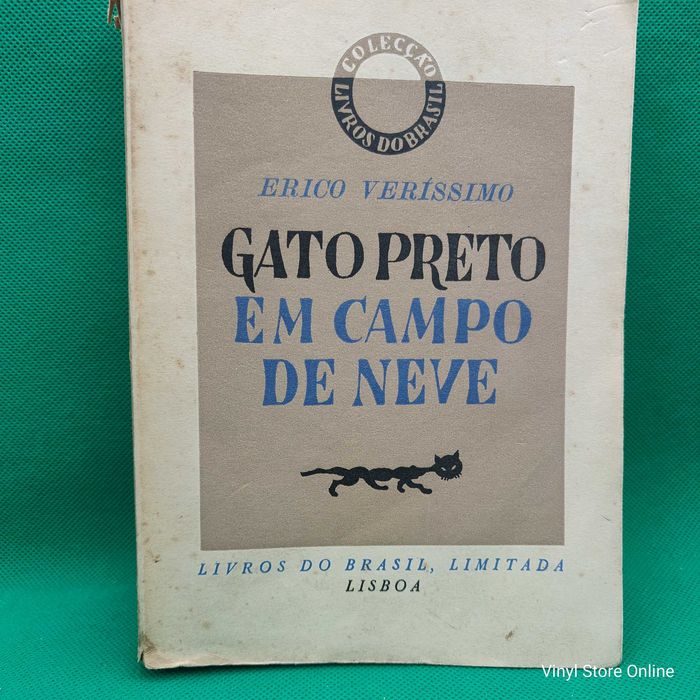 COLECÇÃO
LIVROS DO BRASIL
ERICO VERÍSSIMO
GATO PRETO
EM CAMPO
DE NEVE
LIVROS DO BRASIL, LIMITADA
LISBOA
Vinyl Store Online